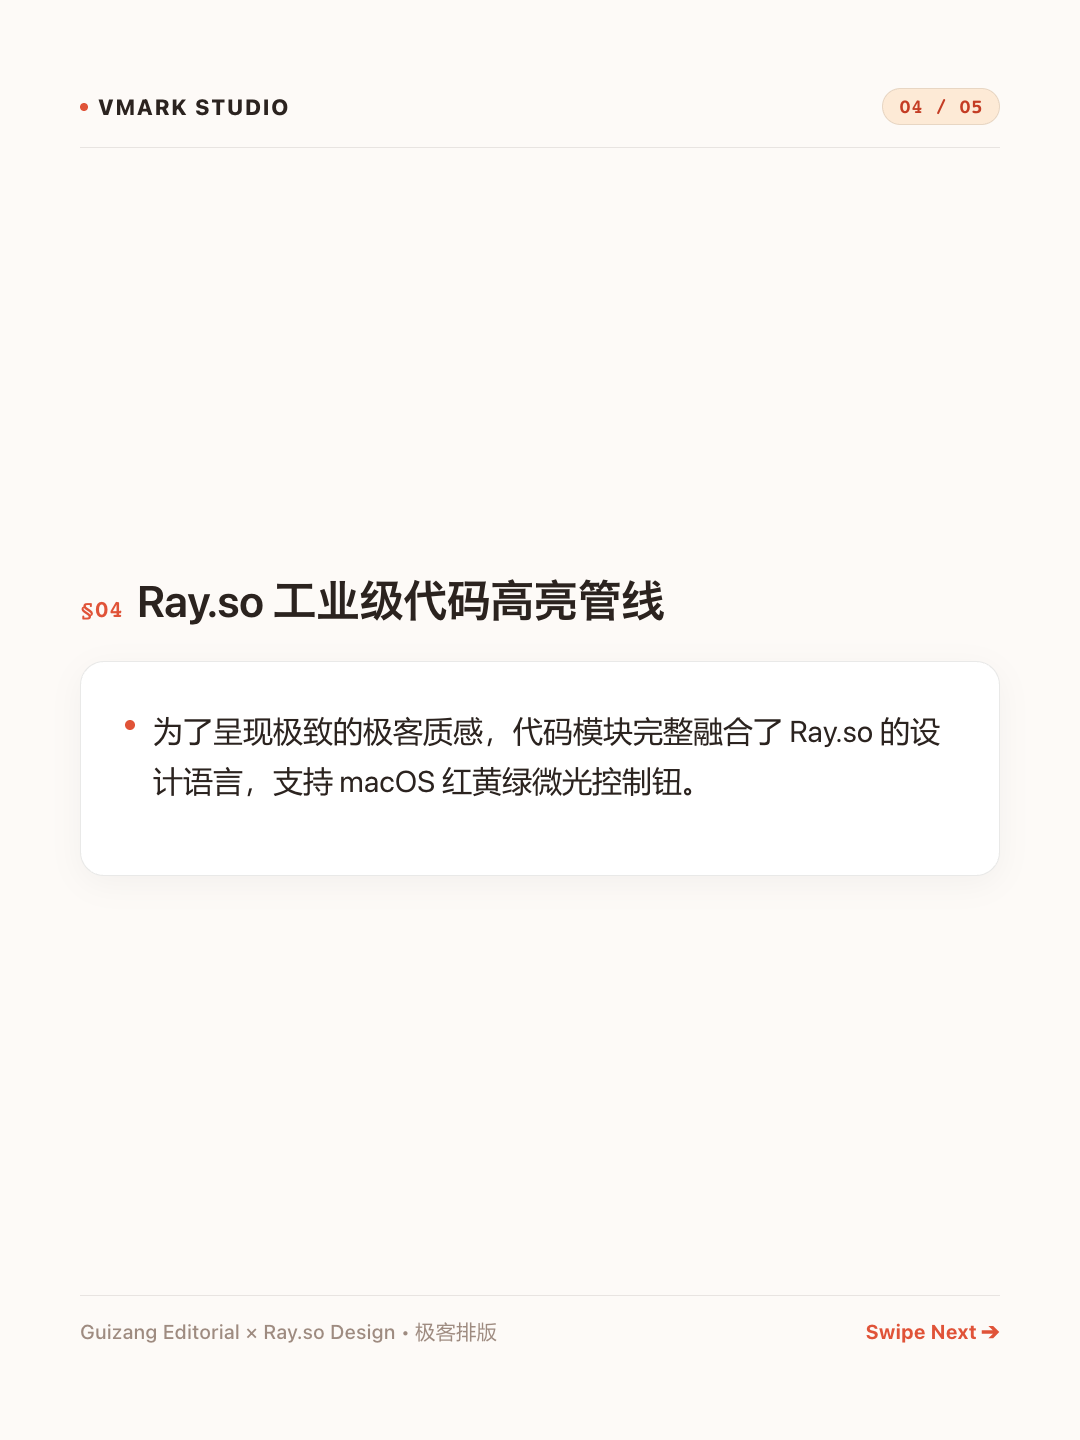 • VMARK STUDIO
04 / 05
§04 Ray.so 工业级代码高亮管线
• 为了呈现极致的极客质感，代码模块完整融合了 Ray.so 的设
计语言，支持 macOS 红黄绿微光控制钮。
Guizang Editorial × Ray.so Design • 极客排版
Swipe Next ➔